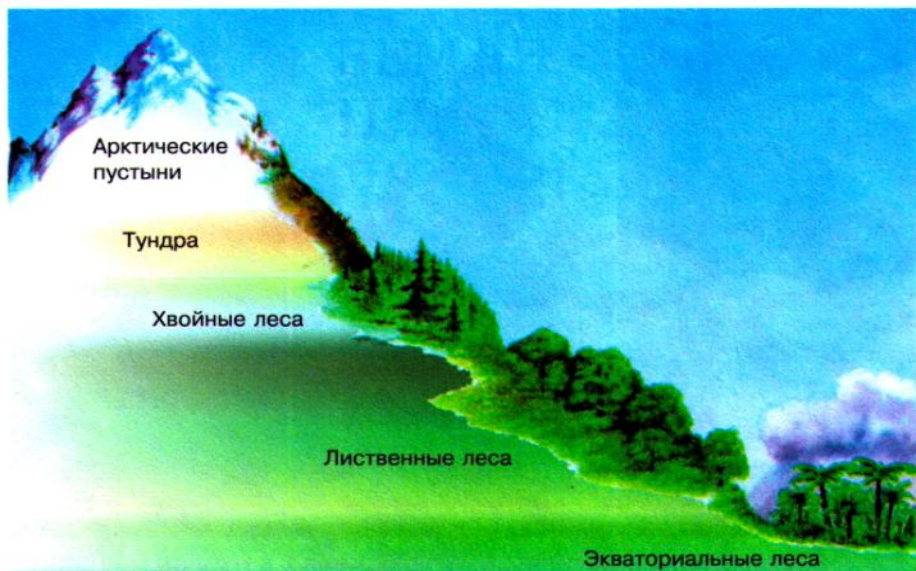 Арктические
пустыни
Тундра
Хвойные леса
Лиственные леса
Экваториальные леса